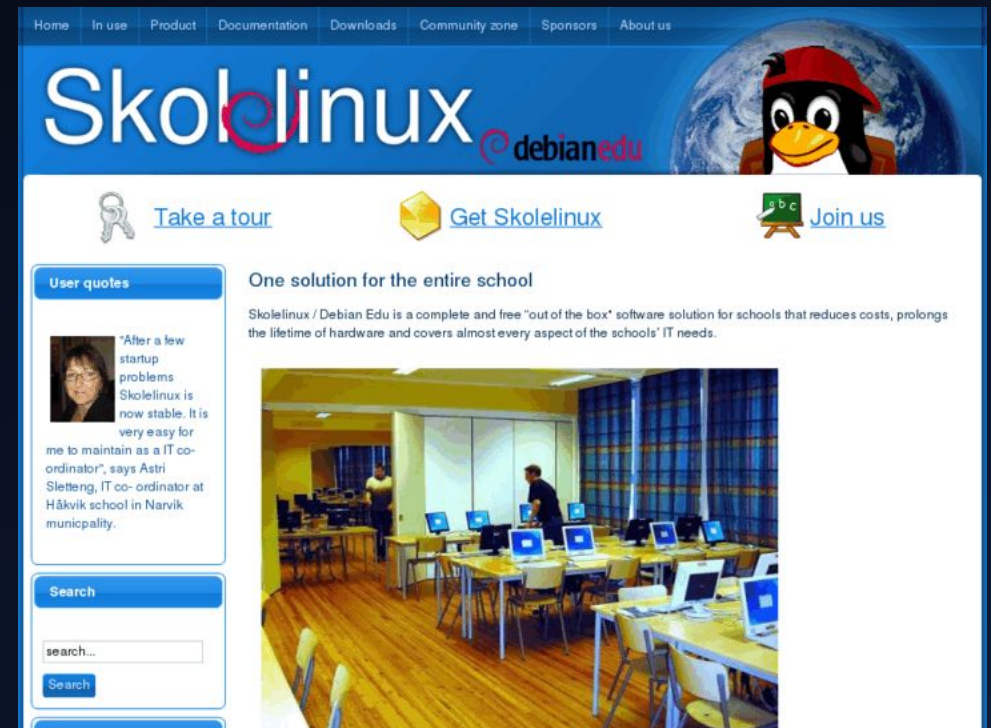 Home In use Product Documentation Downloads Community zone Sponsors About us
Skolelinux
debianedu
abc
Take a tour Get Skolelinux Join us
User quotes
"After a few
startup
problems
Skolelinux is
now stable. It is
very easy for
me to maintain as a IT co-
ordinator", says Astri
Sletteng, IT co- ordinator at
Håkvik school in Narvik
municpality.
One solution for the entire school
Skolelinux / Debian Edu is a complete and free "out of the box" software solution for schools that reduces costs, prolongs
the lifetime of hardware and covers almost every aspect of the schools' IT needs.
Search
search...
Search